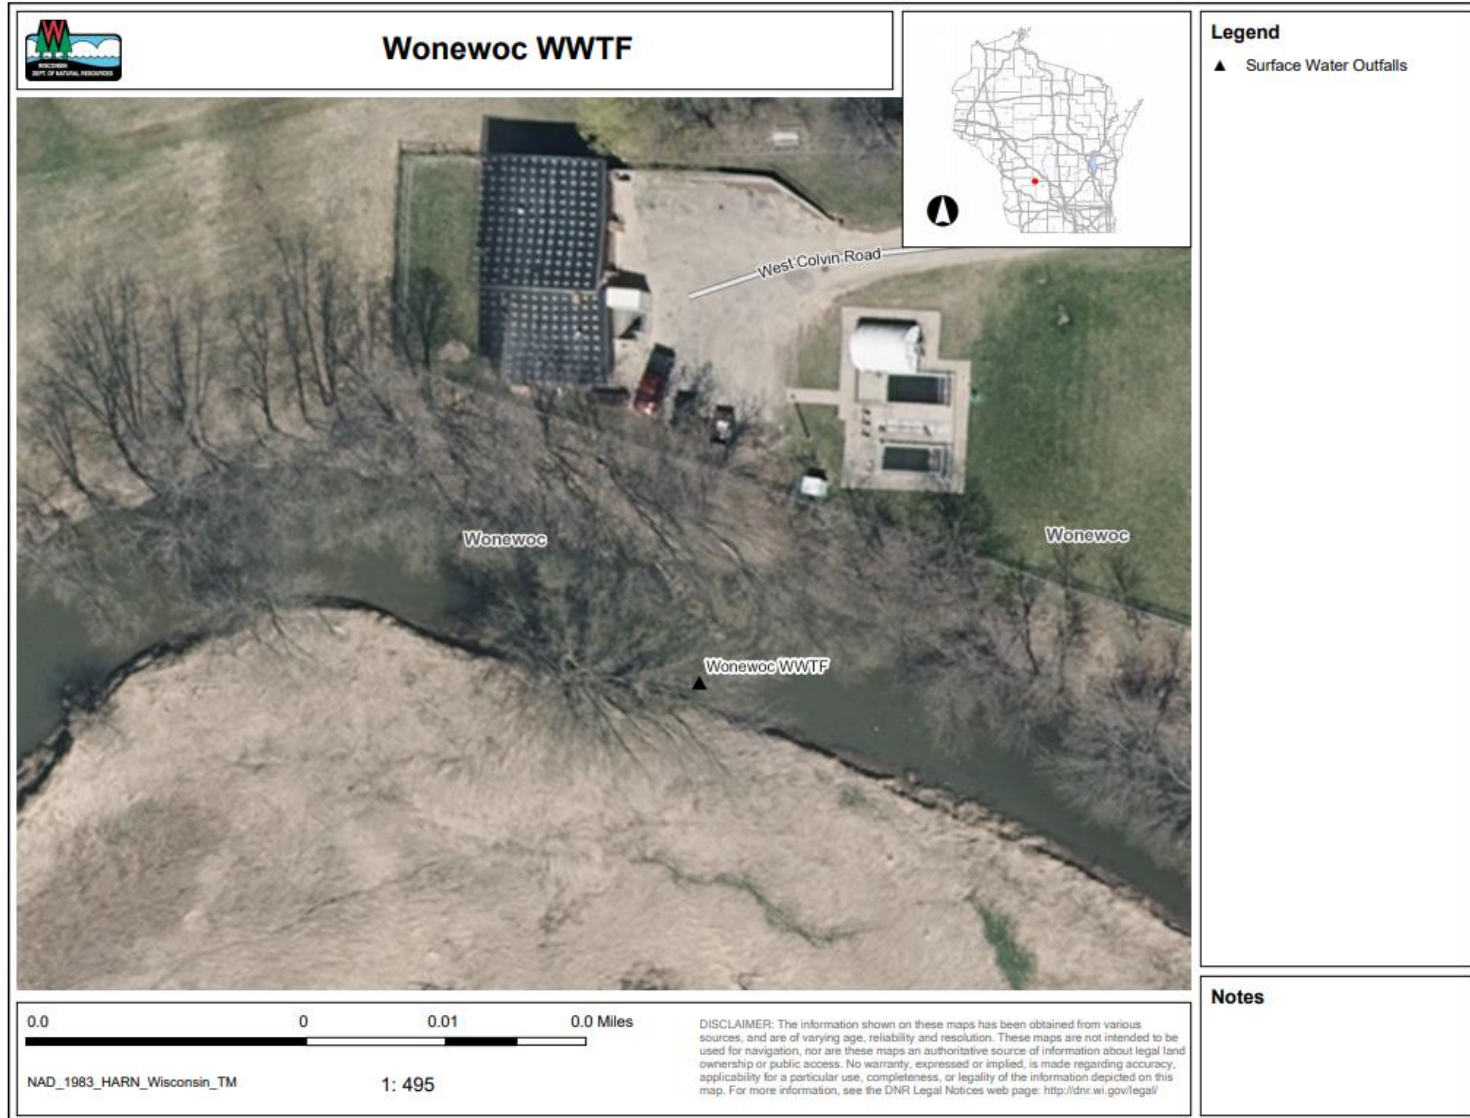 WISCONSIN
DEPT. OF NATURAL RESOURCES
Wonewoc WWTF
Legend
Surface Water Outfalls
West Colvin Road
Wonewoc
Wonewoc
Wonewoc WWTF
0.0 0 0.01 0.0 Miles
NAD_1983_HARN_Wisconsin_TM
1: 495
DISCLAIMER: The information shown on these maps has been obtained from various
sources, and are of varying age, reliability and resolution. These maps are not intended to be
used for navigation, nor are these maps an authoritative source of information about legal land
ownership or public access. No warranty, expressed or implied, is made regarding accuracy,
applicability for a particular use, completeness, or legality of the information depicted on this
map. For more information, see the DNR Legal Notices web page: http://dnr.wi.gov/legal/
Notes